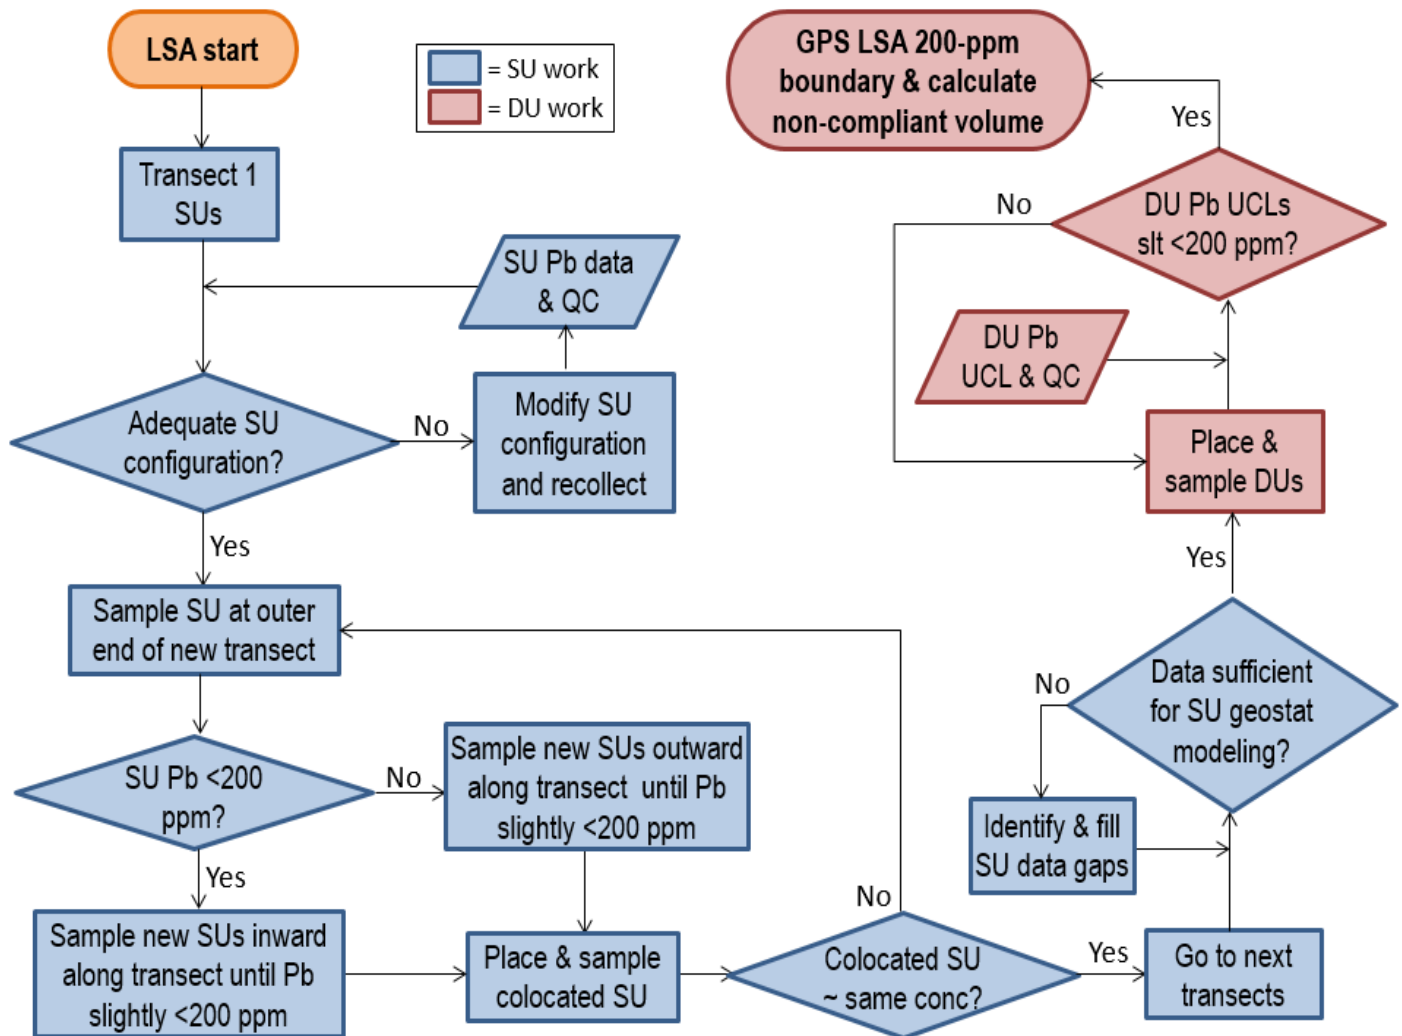 LSA start
= SU work
= DU work
GPS LSA 200-ppm
boundary & calculate
non-compliant volume
Yes
Transect 1
SUs
No
DU Pb UCLs
slt <200 ppm?
SU Pb data
& QC
DU Pb
UCL & QC
Adequate SU
configuration?
No
Modify SU
configuration
and recollect
Place &
sample DUs
Yes
Yes
Sample SU at outer
end of new transect
Data sufficient
for SU geostat
modeling?
No
SU Pb <200
ppm?
No
Sample new SUs outward
along transect until Pb
slightly <200 ppm
Identify & fill
SU data gaps
Yes
No
Sample new SUs inward
along transect until Pb
slightly <200 ppm
Place & sample
colocated SU
Colocated SU
~ same conc?
Yes
Go to next
transects